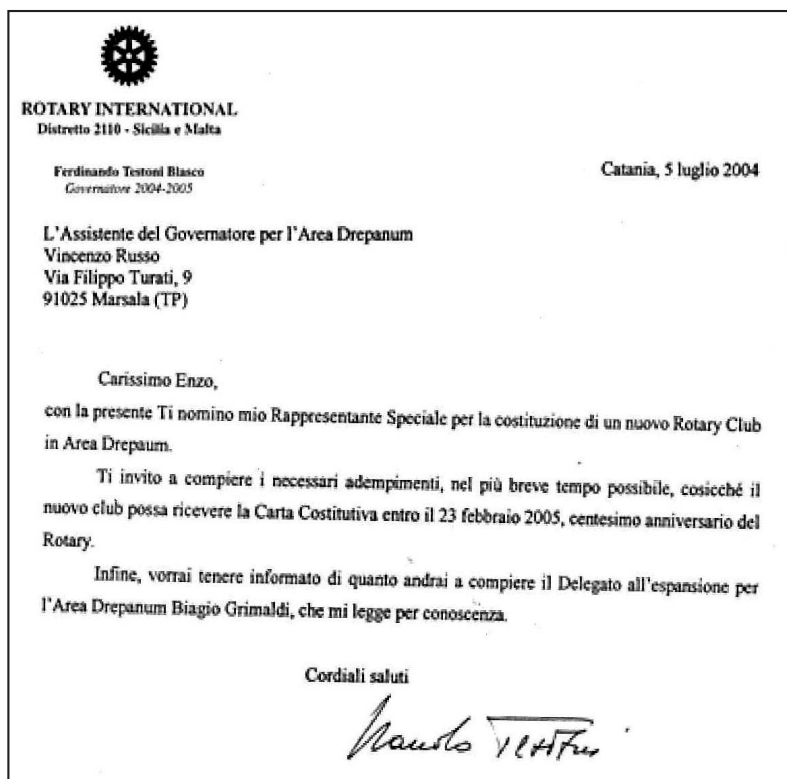 ROTARY INTERNATIONAL
Distretto 2110 - Sicilia e Malta
Ferdinando Testoni Blasco
Governatore 2004-2005
Catania, 5 luglio 2004
L'Assistente del Governatore per l'Area Drepanum
Vincenzo Russo
Via Filippo Turati, 9
91025 Marsala (TP)
Carissimo Enzo,
con la presente Ti nomino mio Rappresentante Speciale per la costituzione di un nuovo Rotary Club
in Area Drepaum.
Ti invito a compiere i necessari adempimenti, nel più breve tempo possibile, cosicché il
nuovo club possa ricevere la Carta Costitutiva entro il 23 febbraio 2005, centesimo anniversario del
Rotary.
Infine, vorrai tenere informato di quanto andrai a compiere il Delegato all'espansione per
l'Area Drepanum Biagio Grimaldi, che mi legge per conoscenza.
Cordiali saluti